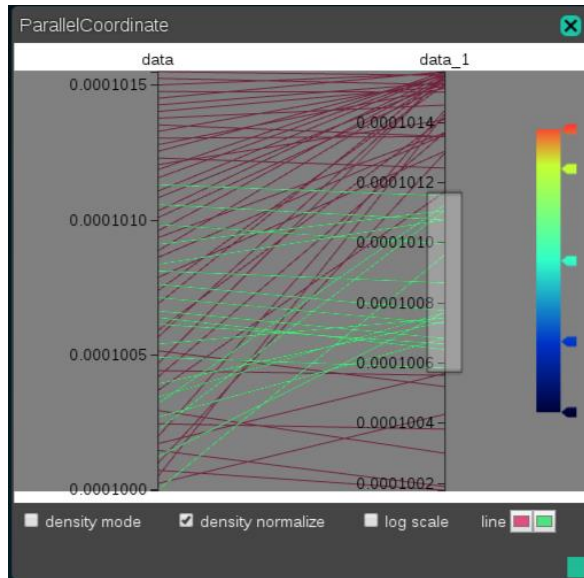 ParallelCoordinate
data data_1
0.0001015
0.0001014
0.0001012
0.0001010 0.0001010
0.0001008
0.0001005 0.0001006
0.0001004
0.0001000 0.0001002
density mode density normalize log scale line